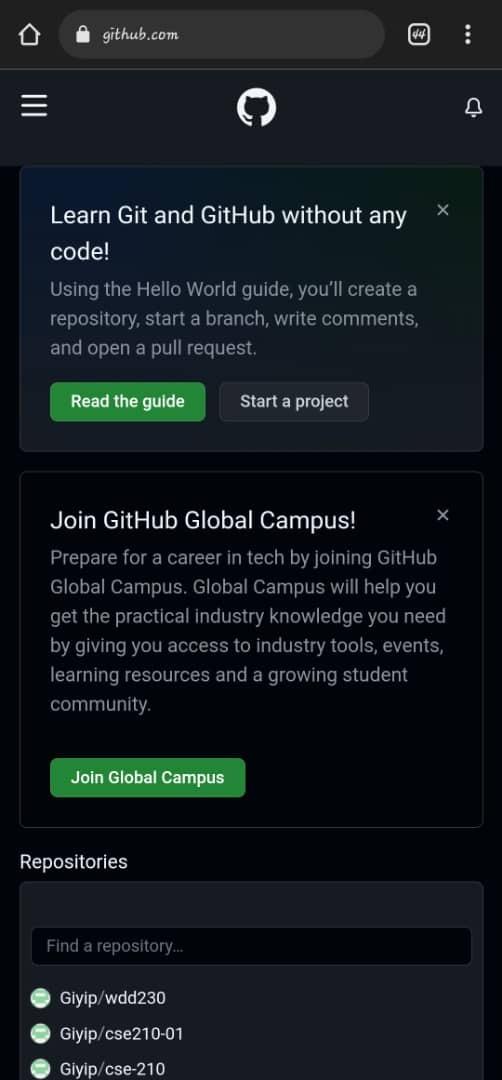 github.com
44
Learn Git and GitHub without any
code!
Using the Hello World guide, you’ll create a
repository, start a branch, write comments,
and open a pull request.
Read the guide
Start a project
Join GitHub Global Campus!
Prepare for a career in tech by joining GitHub
Global Campus. Global Campus will help you
get the practical industry knowledge you need
by giving you access to industry tools, events,
learning resources and a growing student
community.
Join Global Campus
Repositories
Find a repository…
Giyip/wdd230
Giyip/cse210-01
Giyip/cse-210